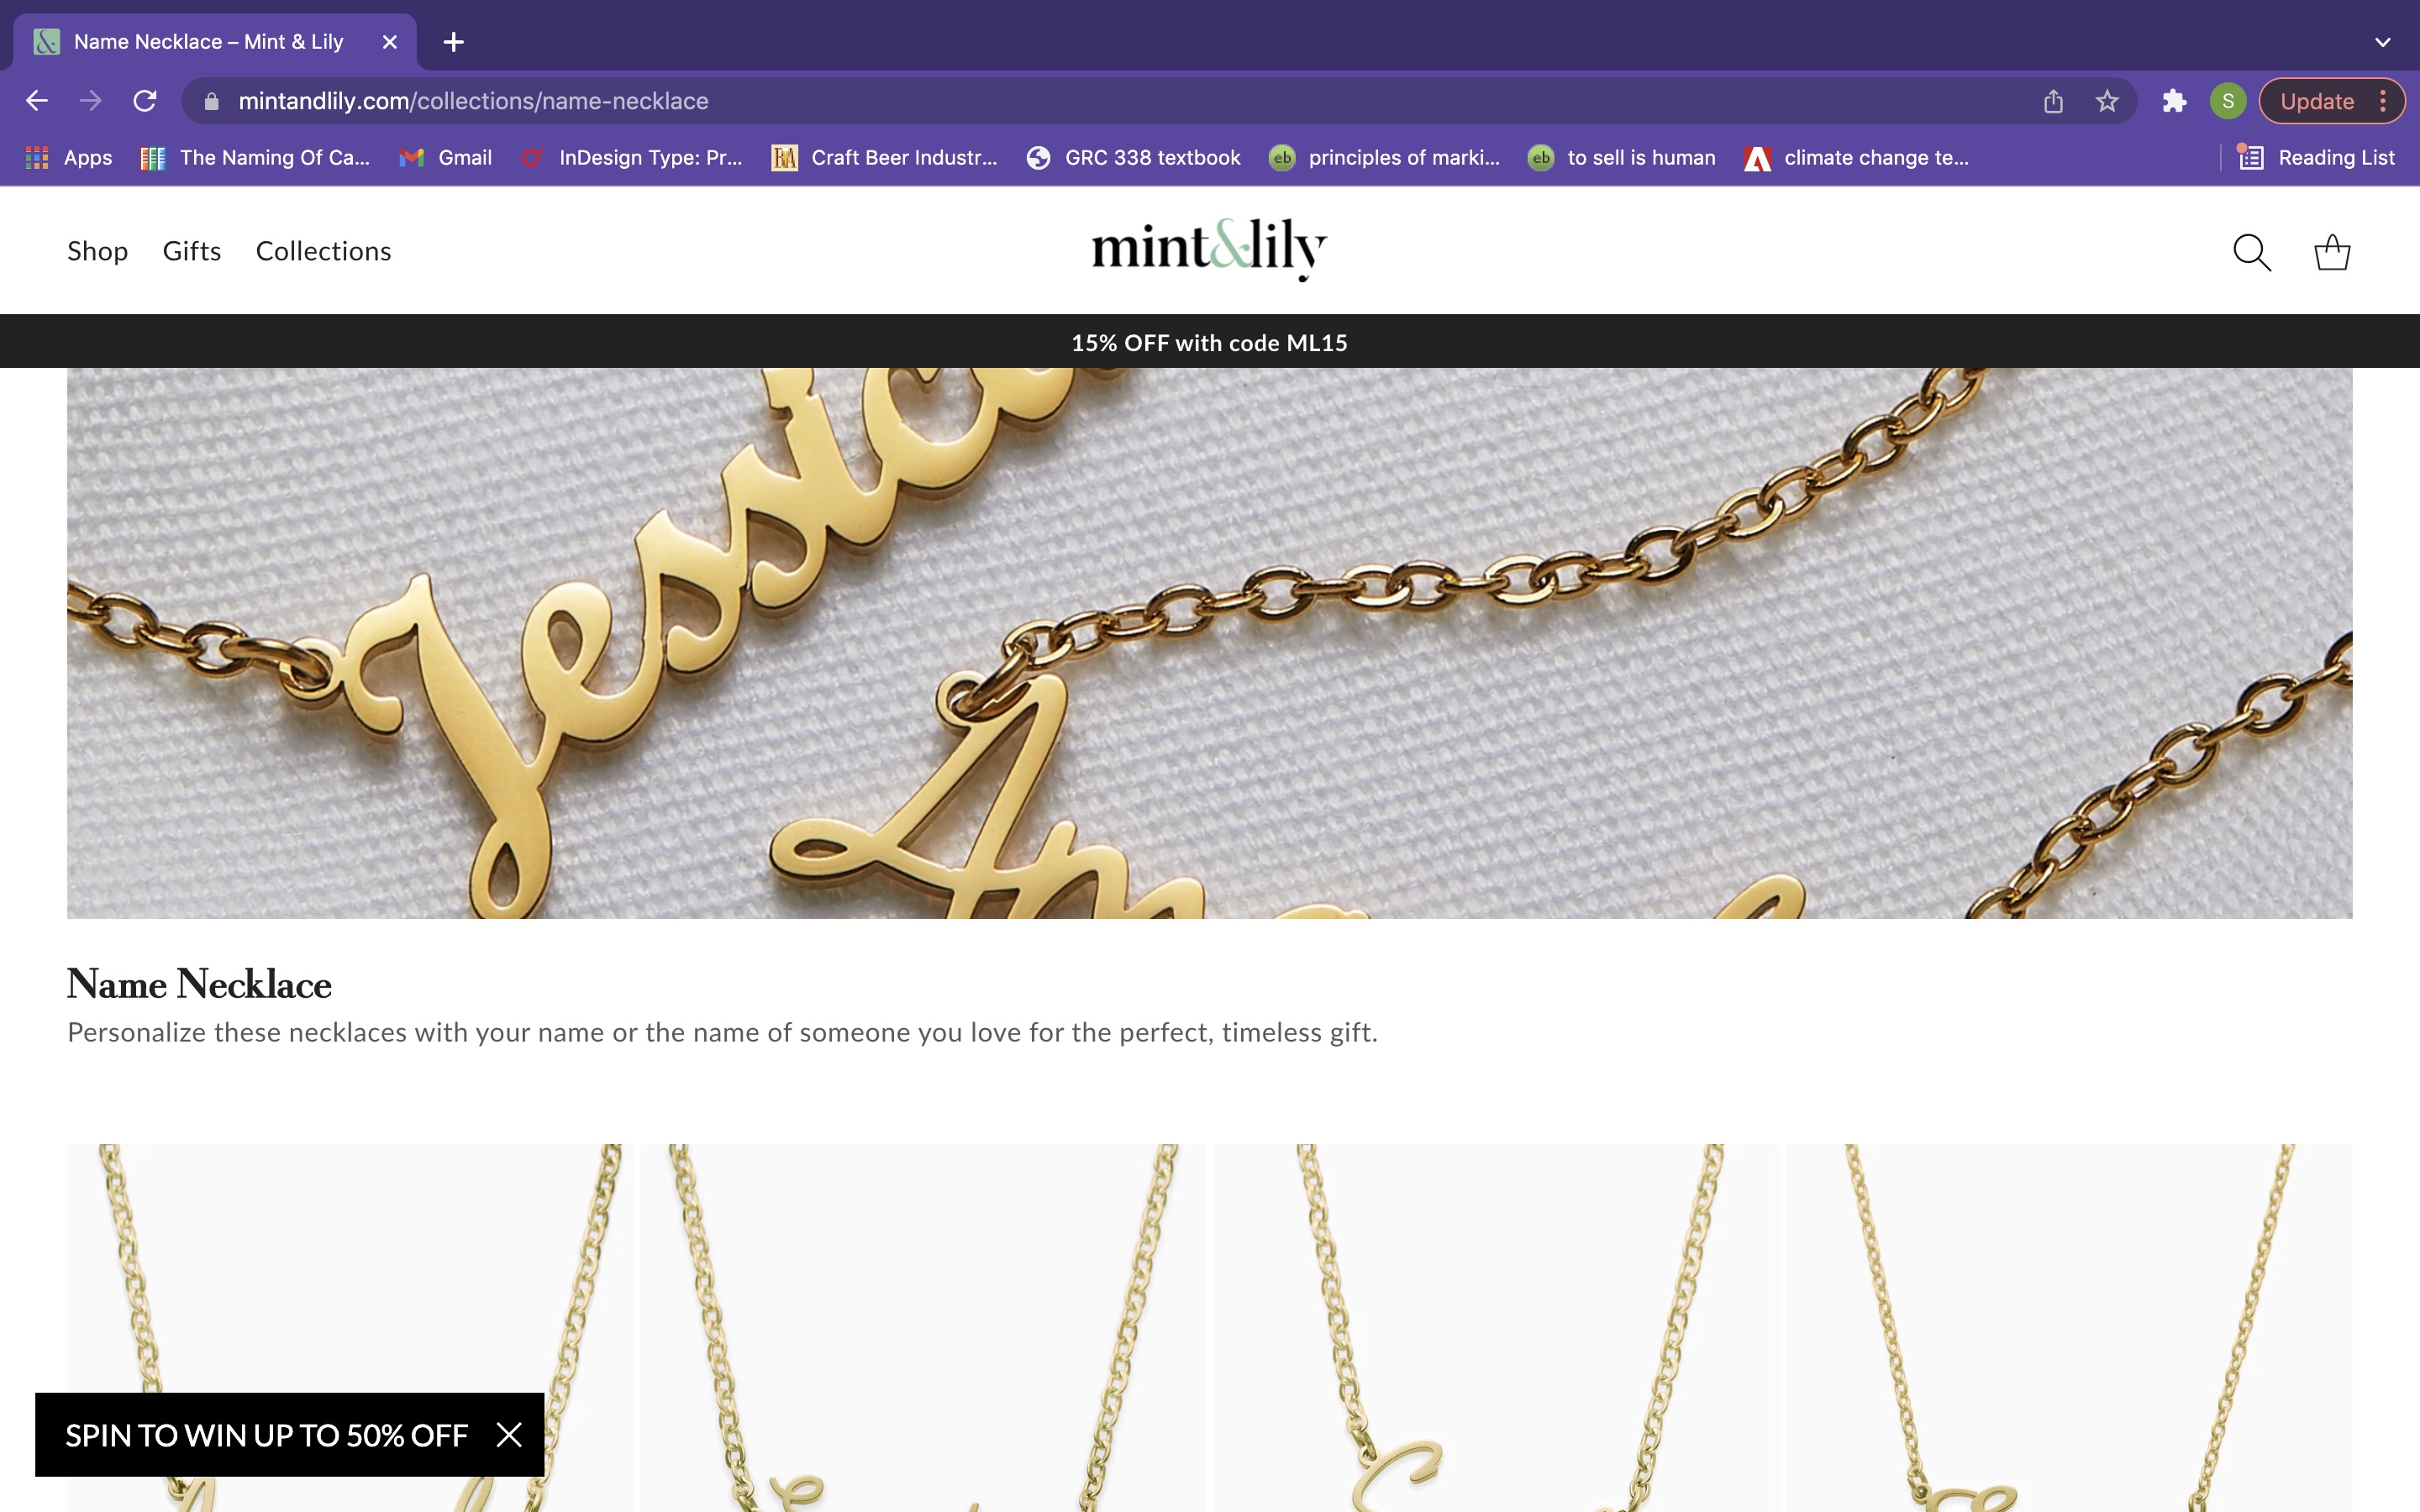 Name Necklace – Mint & Lily
mintandlily.com/collections/name-necklace
S
Update
Apps
The Naming Of Ca...
Gmail
InDesign Type: Pr...
Craft Beer Industr...
GRC 338 textbook
eb
principles of marki...
eb
to sell is human
climate change te...
Reading List
Shop Gifts Collections
mint&lily
15% OFF with code ML15
Jessica
Am
Name Necklace
Personalize these necklaces with your name or the name of someone you love for the perfect, timeless gift.
SPIN TO WIN UP TO 50% OFF